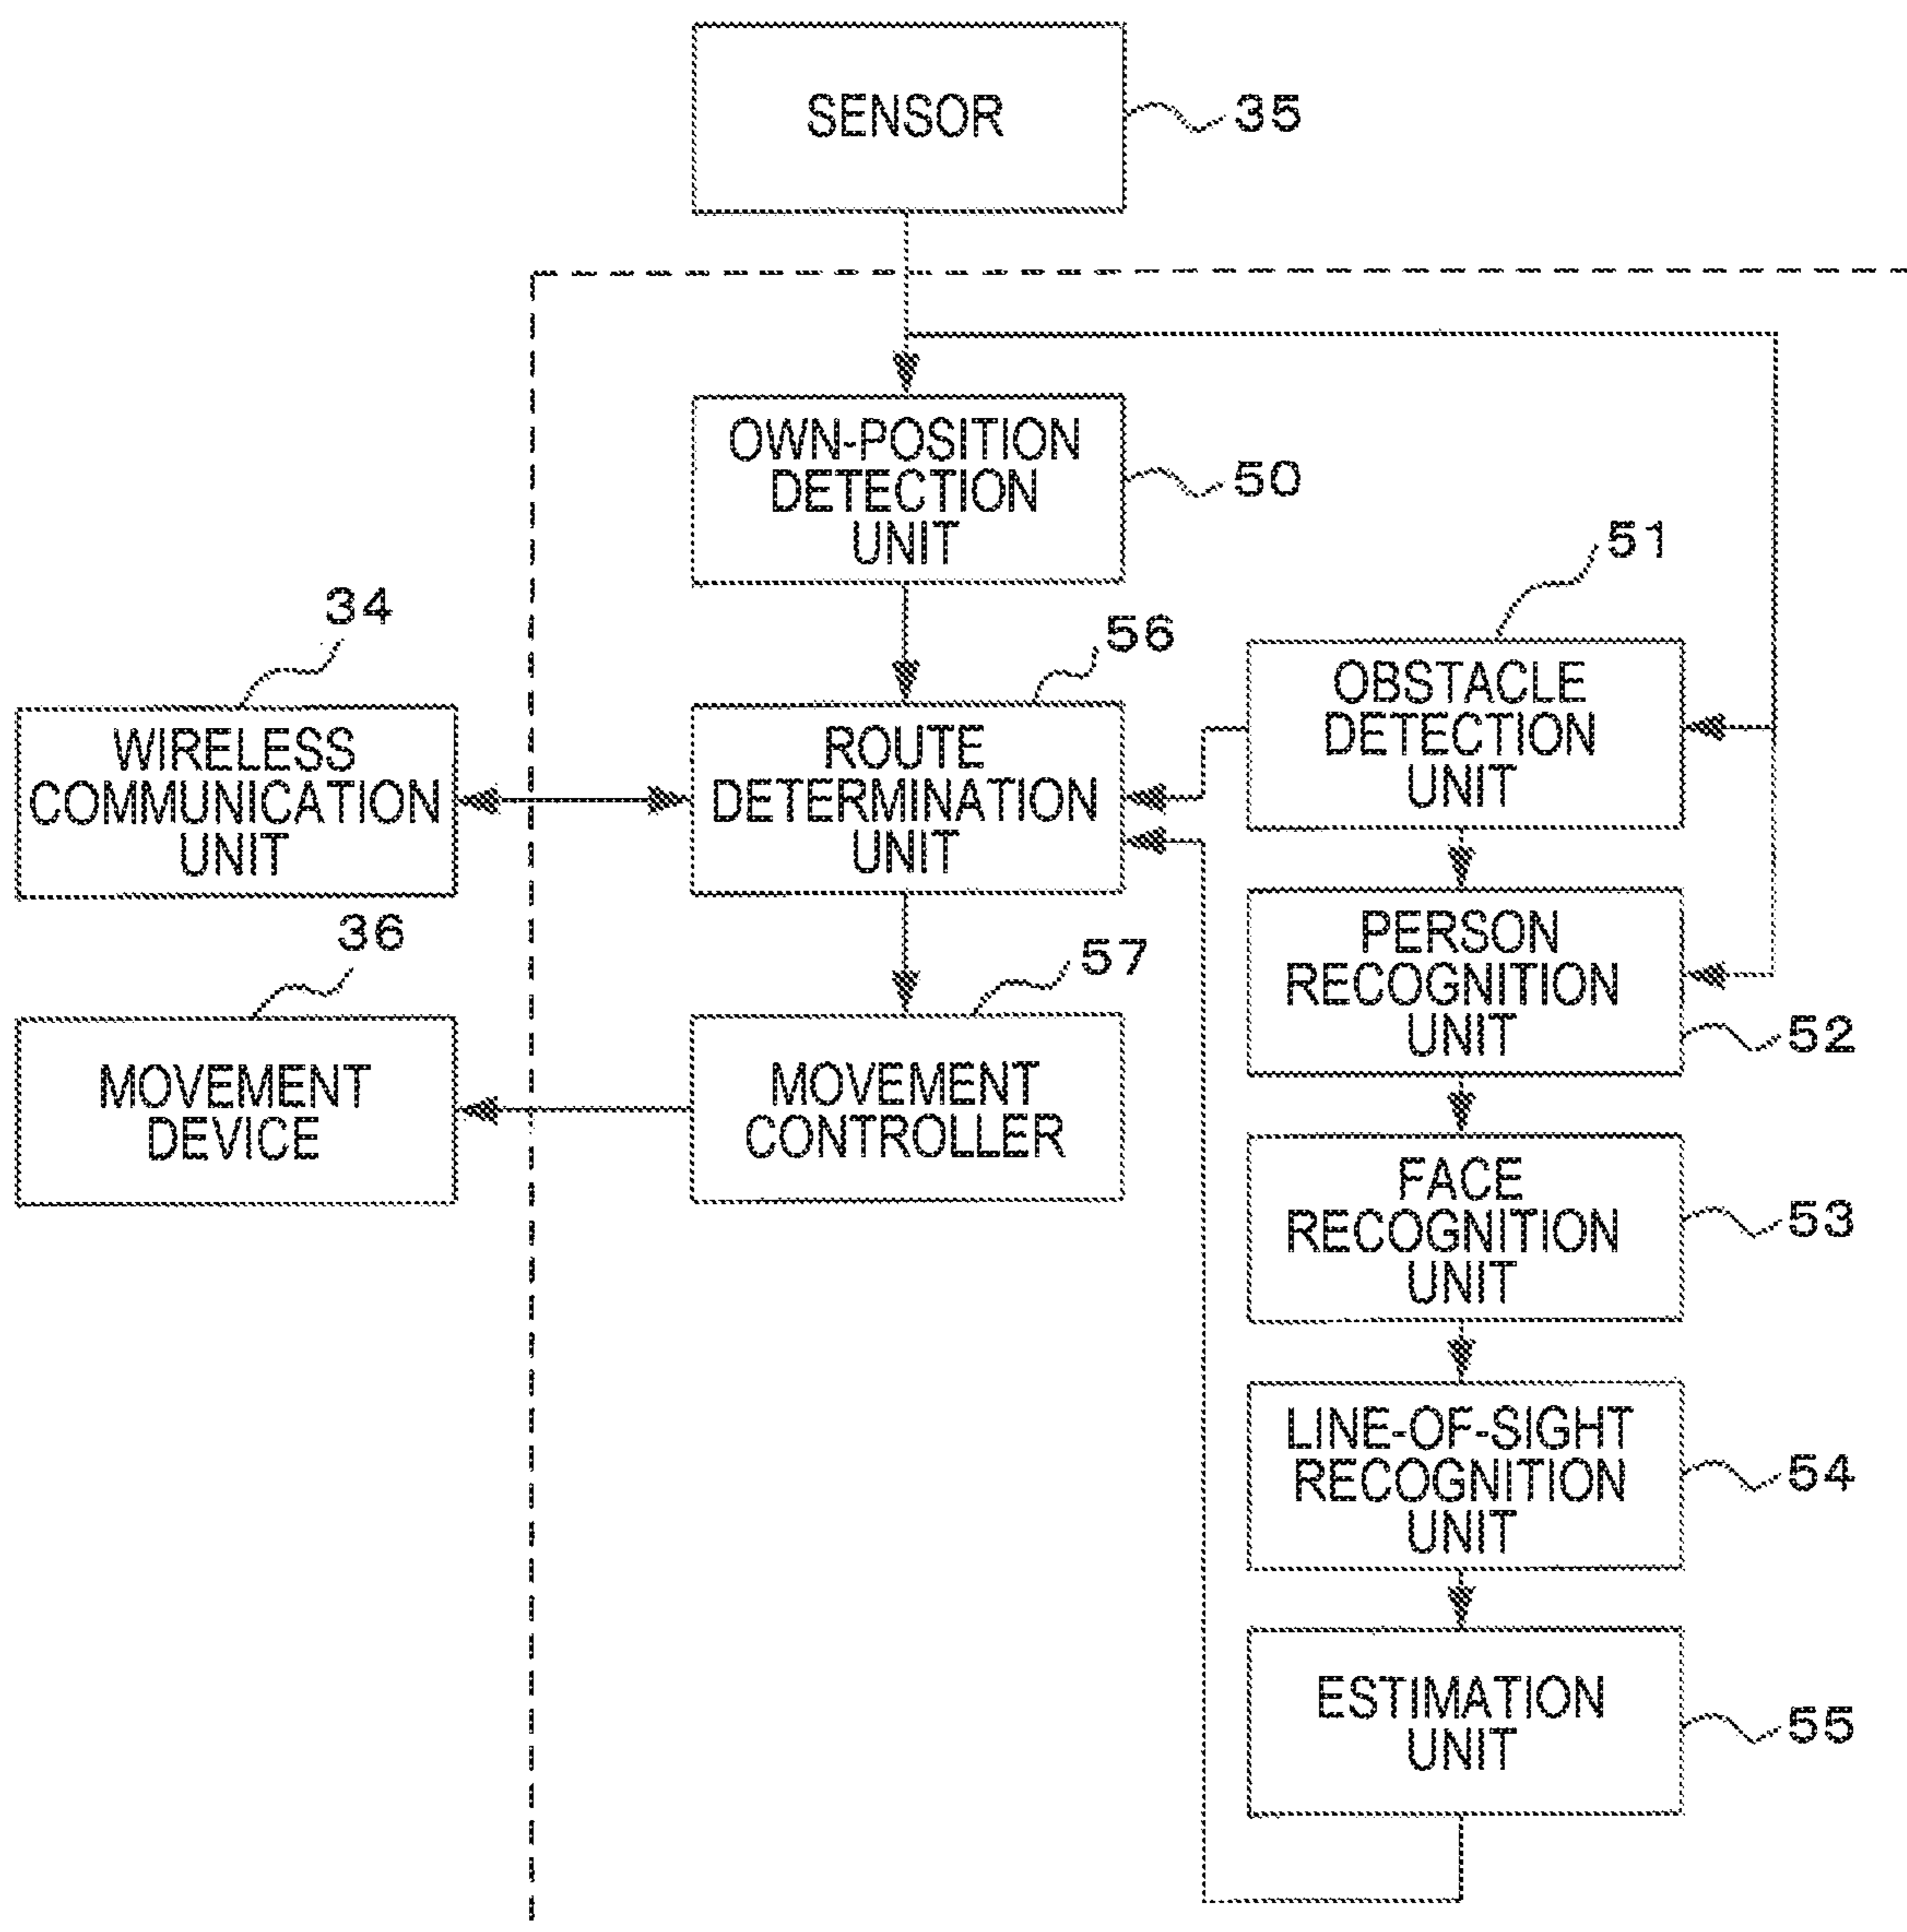 SENSOR
35
OWN-POSITION
DETECTION
UNIT
50
51
34
56
OBSTACLE
DETECTION
UNIT
WIRELESS
COMMUNICATION
UNIT
ROUTE
DETERMINATION
UNIT
36
57
PERSON
RECOGNITION
UNIT
52
MOVEMENT
DEVICE
MOVEMENT
CONTROLLER
FACE
RECOGNITION
UNIT
53
LINE-OF-SIGHT
RECOGNITION
UNIT
54
ESTIMATION
UNIT
55